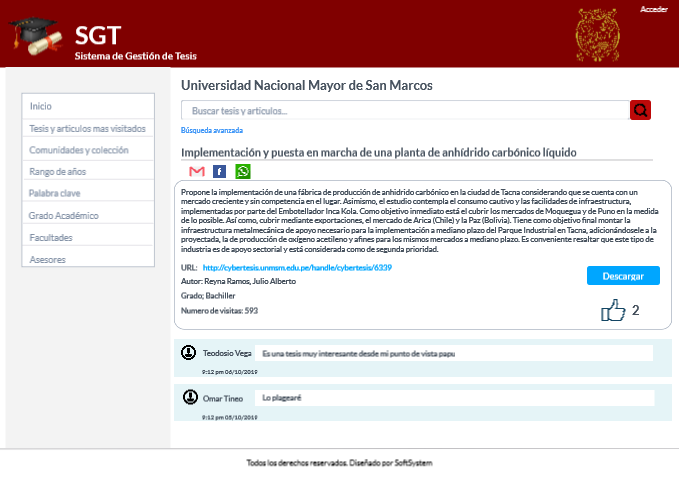 Acceder
SGT
Sistema de Gestión de Tesis
Inicio
Tesis y articulos mas visitados
Comunidades y colección
Rango de años
Palabra clave
Grado Académico
Facultades
Asesores
Universidad Nacional Mayor de San Marcos
Buscar tesis y artículos...
Búsqueda avanzada
Implementación y puesta en marcha de una planta de anhídrido carbónico líquido
Propone la implementación de una fábrica de producción de anhídrido carbónico en la ciudad de Tacna considerando que se cuenta con un
mercado creciente y sin competencia en el lugar. Asimismo, el estudio contempla el consumo cautivo y las facilidades de infraestructura,
implementadas por parte del Embotellador Inca Kola. Como objetivo inmediato está el cubrir los mercados de Moquegua y de Puno en la medida
de lo posible. Así como, cubrir mediante exportaciones, el mercado de Arica (Chile) y la Paz (Bolivia). Tiene como objetivo final montar la
infraestructura metalmecánica de apoyo necesario para la implementación a mediano plazo del Parque Industrial en Tacna, adicionándosele a la
proyectada, la de producción de oxígeno acetileno y afines para los mismos mercados a mediano plazo. Es conveniente resaltar que este tipo de
industria es de apoyo sectorial y está considerada como de segunda prioridad.
URL: http://cybertesis.unmsm.edu.pe/handle/cybertesis/6339
Autor: Reyna Ramos, Julio Alberto
Grado; Bachiller
Numero de visitas: 593
Descargar
2
Teodosio Vega Es una tesis muy interesante desde mi punto de vista papu
9:12 pm 06/10/2019
Omar Tineo Lo plagearé
9:12 pm 05/10/2019
Todos los derechos reservados. Diseñado por SoftSystem